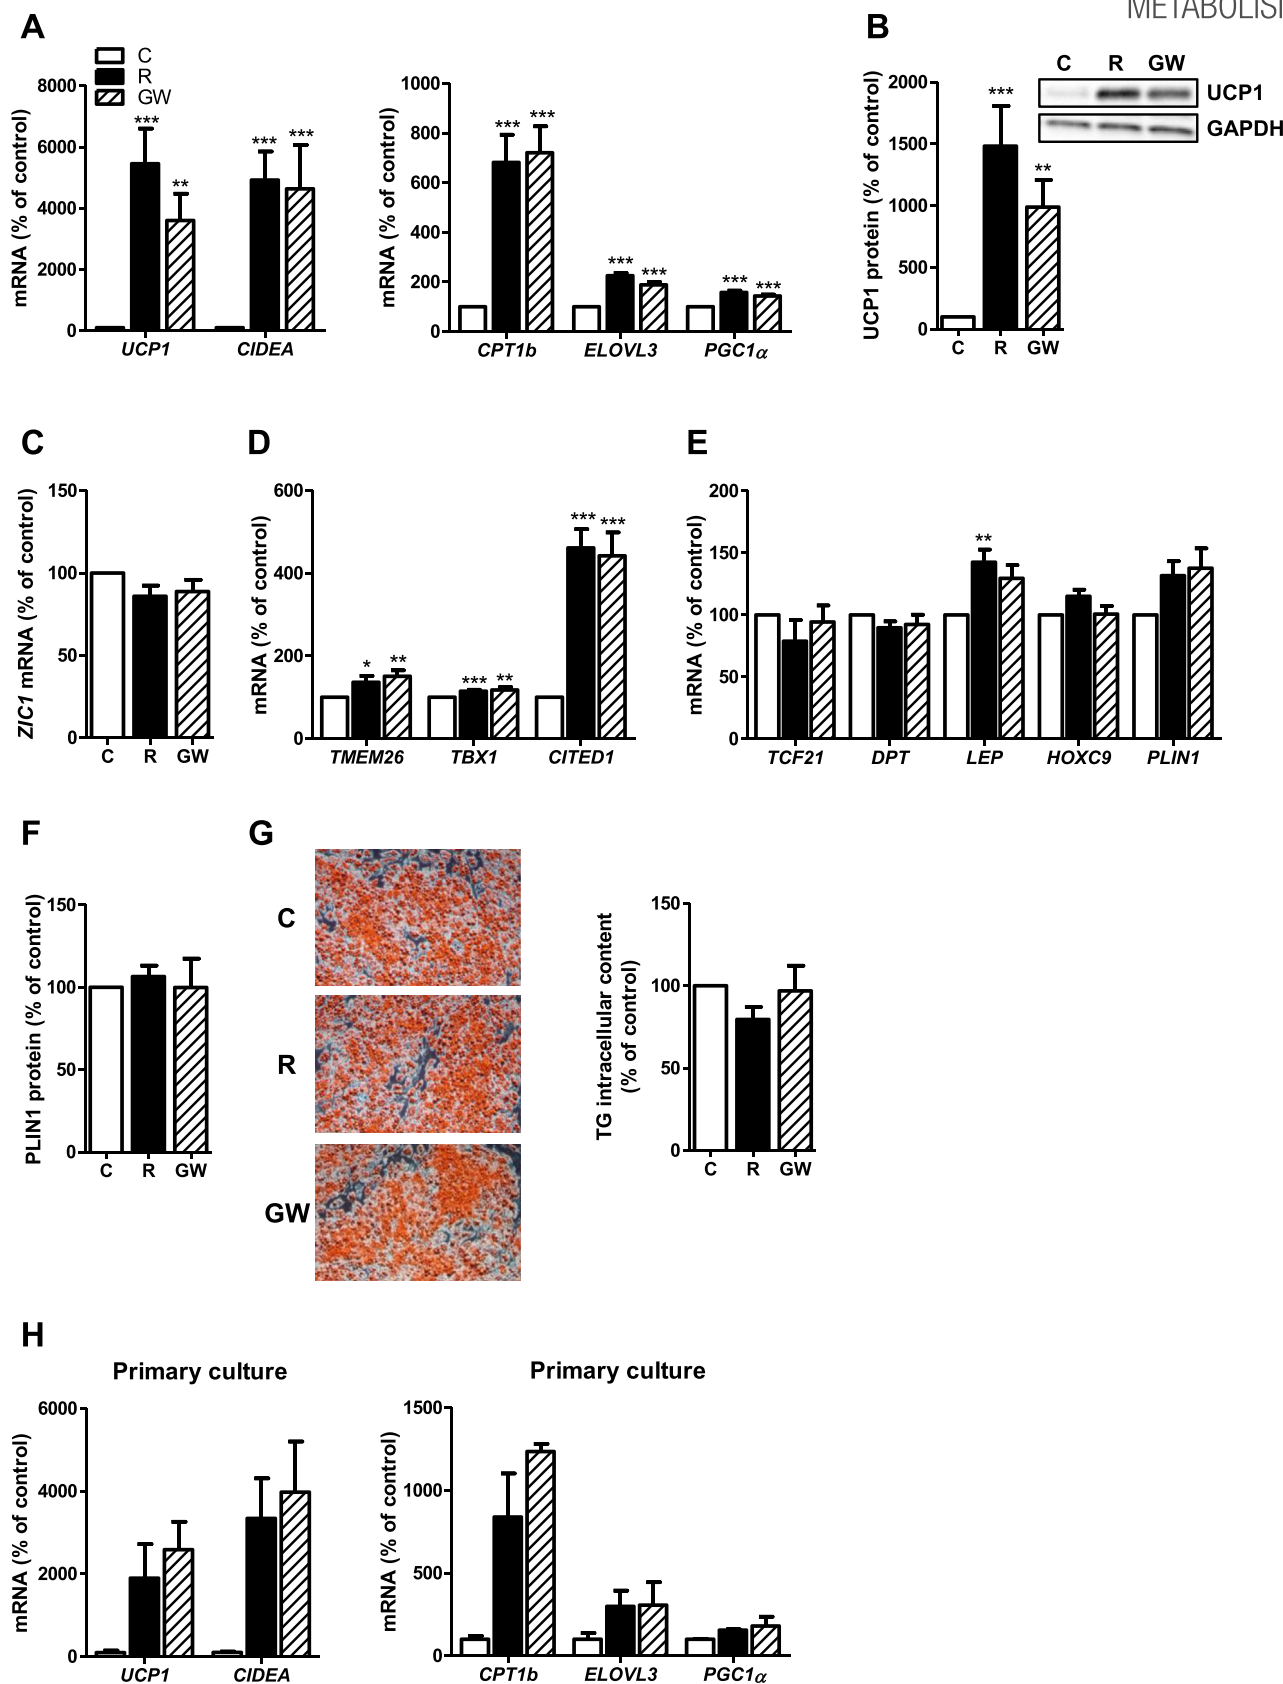 METABOLISM
A
C
R
GW
mRNA (% of control)
8000
6000
4000
2000
0
***
**
***
***
UCP1
CIDEA
mRNA (% of control)
1000
800
600
400
200
0
***
***
***
***
***
***
CPT1b
ELOVL3
PGC1α
B
UCP1 protein (% of control)
2000
1500
1000
500
0
***
**
C
R
GW
C R GW
UCP1
GAPDH
C
ZIC1 mRNA (% of control)
150
100
50
0
C
R
GW
D
mRNA (% of control)
600
400
200
0
*
**
***
**
***
***
TMEM26
TBX1
CITED1
E
mRNA (% of control)
200
150
100
50
0
**
TCF21
DPT
LEP
HOXC9
PLIN1
F
PLIN1 protein (% of control)
150
100
50
0
C
R
GW
G
C
R
GW
TG intracellular content
(% of control)
150
100
50
0
C
R
GW
H
Primary culture
mRNA (% of control)
6000
4000
2000
0
UCP1
CIDEA
Primary culture
mRNA (% of control)
1500
1000
500
0
CPT1b
ELOVL3
PGC1α